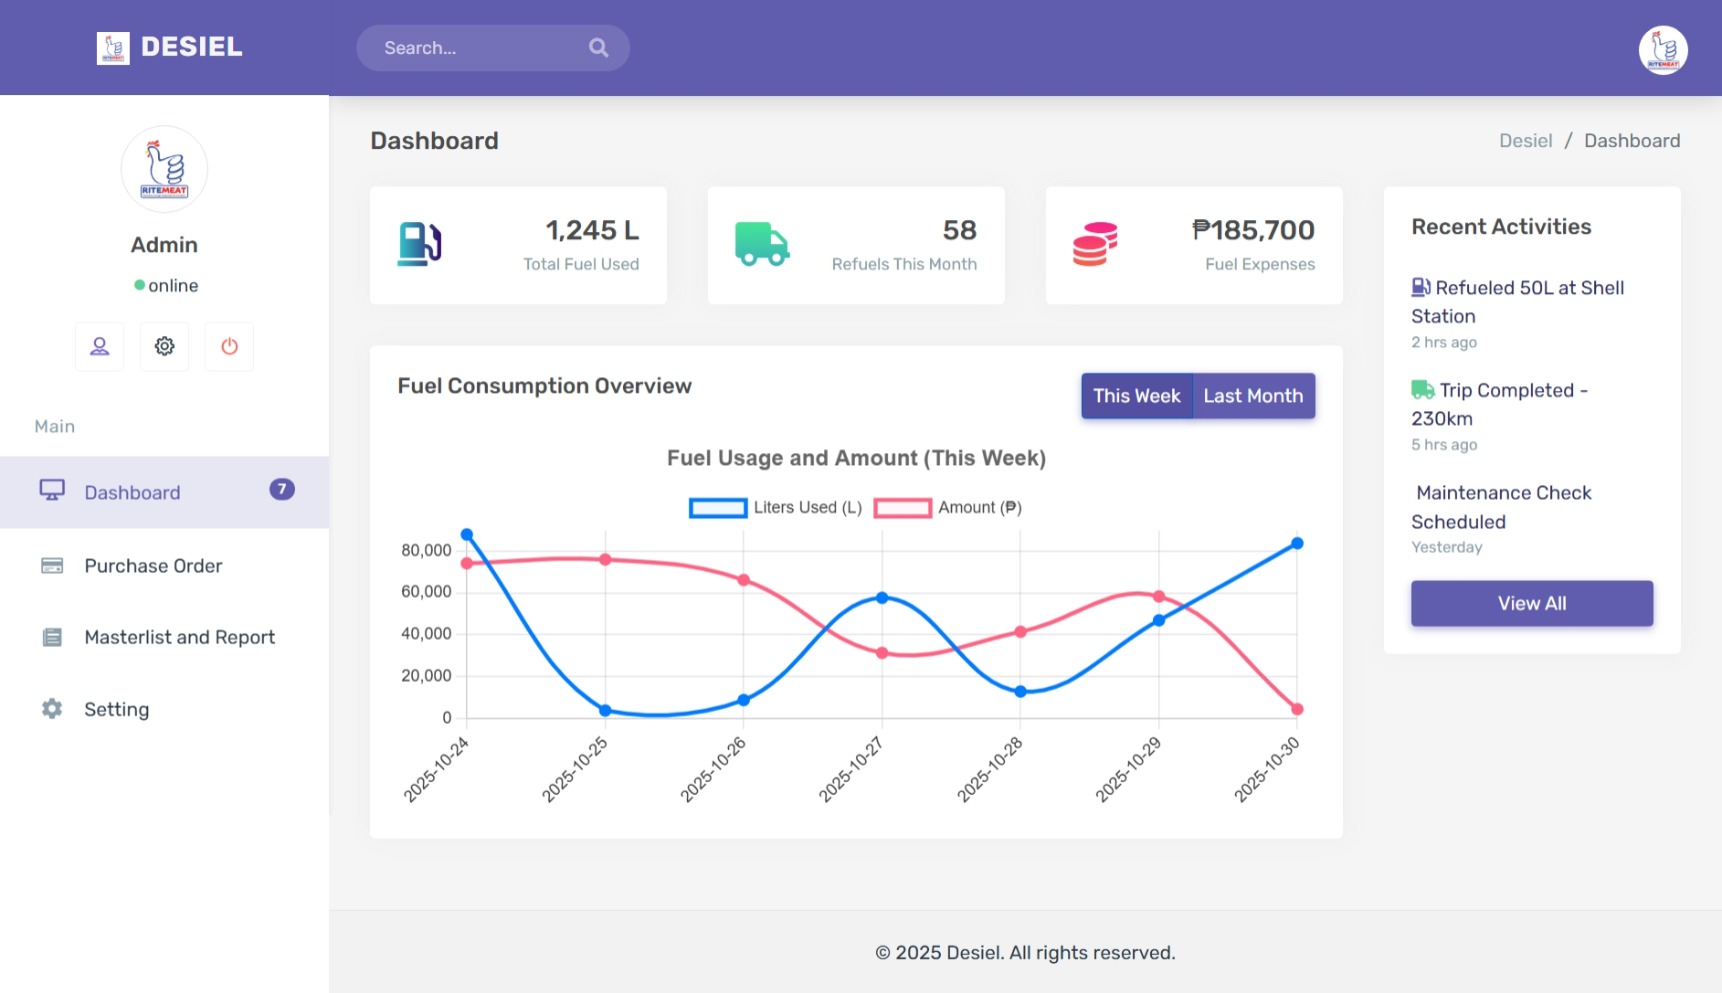 DESIEL
Search...
RITEMEAT
Admin
online
Main
Dashboard
7
Purchase Order
Masterlist and Report
Setting
Dashboard
Desiel / Dashboard
1,245 L
Total Fuel Used
58
Refuels This Month
₱185,700
Fuel Expenses
Fuel Consumption Overview
This Week
Last Month
Fuel Usage and Amount (This Week)
Liters Used (L)
Amount (₱)
80,000
60,000
40,000
20,000
0
2025-10-24
2025-10-25
2025-10-26
2025-10-27
2025-10-28
2025-10-29
2025-10-30
Recent Activities
Refueled 50L at Shell
Station
2 hrs ago
Trip Completed -
230km
5 hrs ago
Maintenance Check
Scheduled
Yesterday
View All
© 2025 Desiel. All rights reserved.